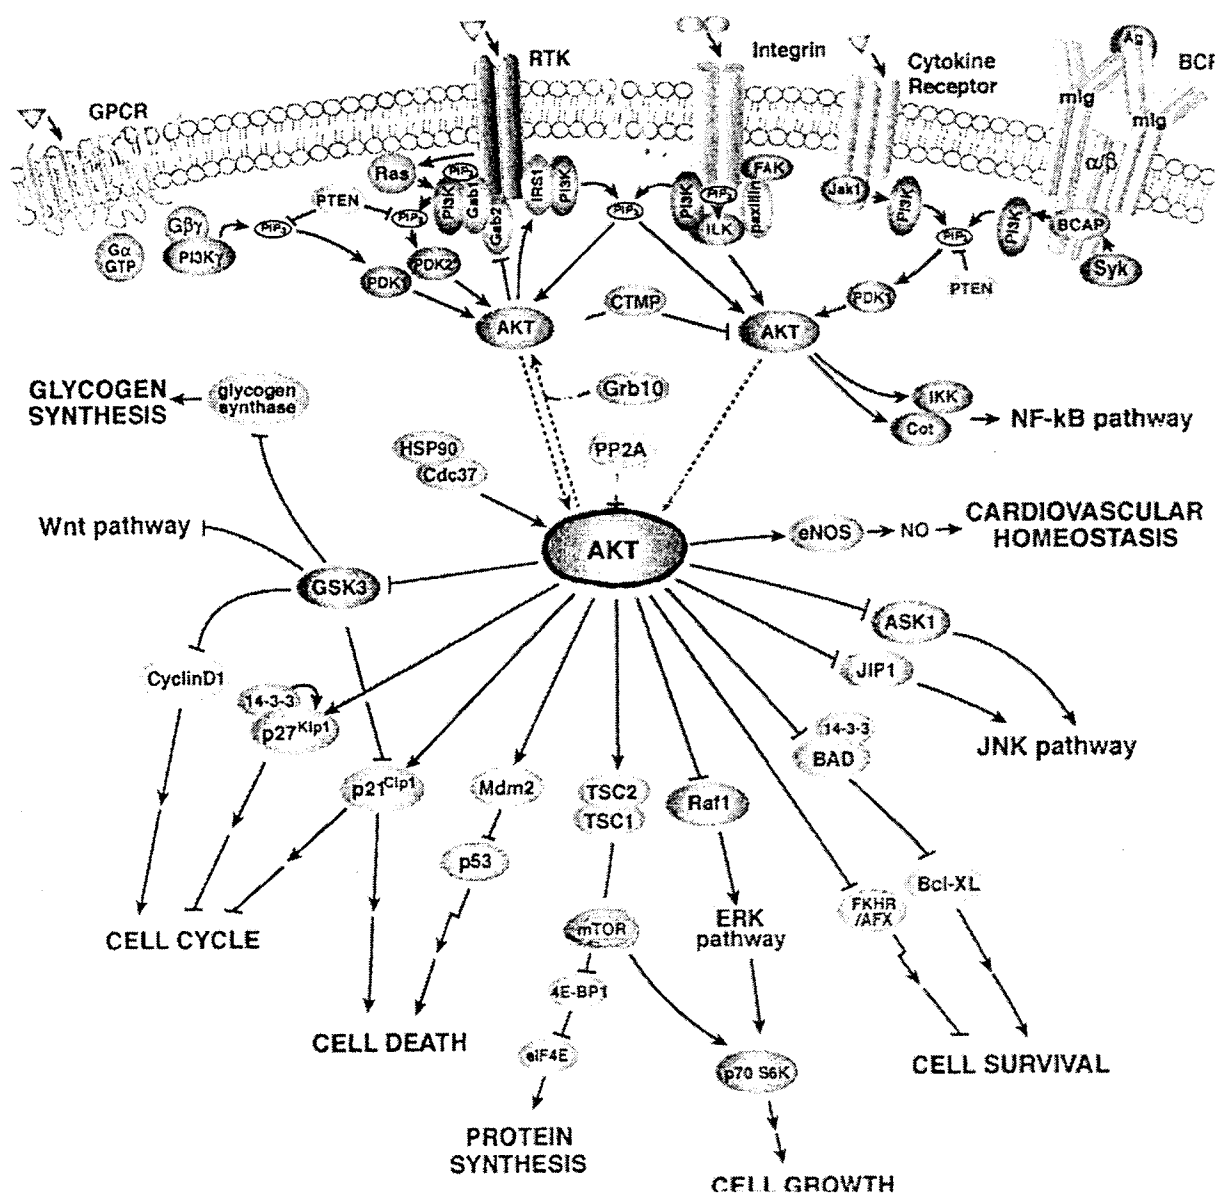 RTK
Integrin
Cytokine
Receptor
Ag
BCR
GPCR
mIg
mIg
α/β
Ras
PIP3
PI3K
Gab1
Gab2
IRS1
PI3K
PIP3
PI3K
PIP3
FAK
paxillin
ILK
Jak1
PI3K
PIP3
PI3K
BCAP
Syk
PTEN
PIP3
Gβγ
PIP3
Gα
GTP
PI3Kγ
PDK1
PDK2
PDK1
PTEN
AKT
CTMP
AKT
GLYCOGEN
SYNTHESIS
glycogen
synthase
Grb10
IKK
Cot
NF-kB pathway
HSP90
Cdc37
PP2A
Wnt pathway
AKT
eNOS
NO
CARDIOVASCULAR
HOMEOSTASIS
GSK3
ASK1
JIP1
CyclinD1
14-3-3
p27Kip1
14-3-3
BAD
JNK pathway
p21Cip1
Mdm2
TSC2
TSC1
Raf1
p53
Bcl-XL
FKHR
/AFX
CELL CYCLE
mTOR
ERK
pathway
4E-BP1
CELL DEATH
eIF4E
p70 S6K
CELL SURVIVAL
PROTEIN
SYNTHESIS
CELL GROWTH